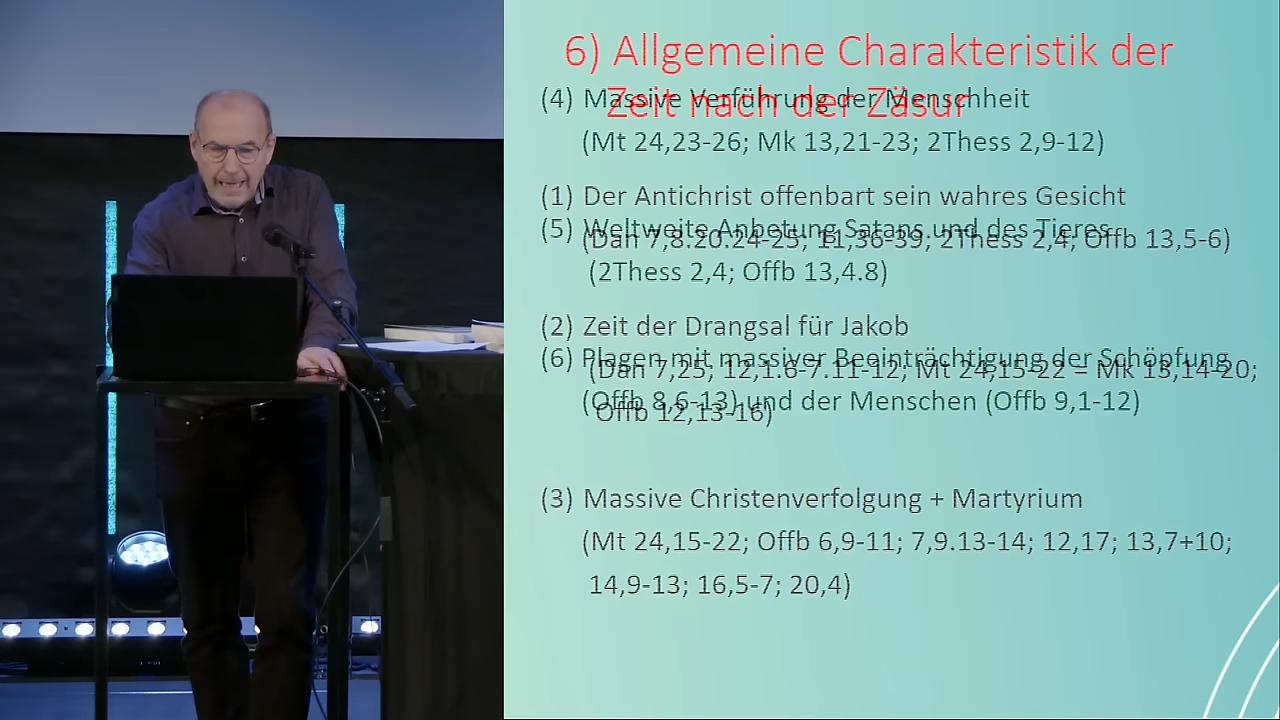 6) Allgemeine Charakteristik der
Zeit nach der Zäsur
(4) Massive Verführung der Menschheit
(Mt 24,23-26; Mk 13,21-23; 2Thess 2,9-12)
(1) Der Antichrist offenbart sein wahres Gesicht
(5) Weltweite Anbetung Satans und des Tieres
(Dan 7,8.20.24-25; 11,36-39; 2Thess 2,4; Offb 13,5-6)
(2Thess 2,4; Offb 13,4.8)
(2) Zeit der Drangsal für Jakob
(6) Plagen mit massiver Beeinträchtigung der Schöpfung
(Dan 7,25; 12,1.6-7.11-12; Mt 24,15-22 = Mk 13,14-20;
(Offb 8,6-13) und der Menschen (Offb 9,1-12)
Offb 12,13-16)
(3) Massive Christenverfolgung + Martyrium
(Mt 24,15-22; Offb 6,9-11; 7,9.13-14; 12,17; 13,7+10;
14,9-13; 16,5-7; 20,4)